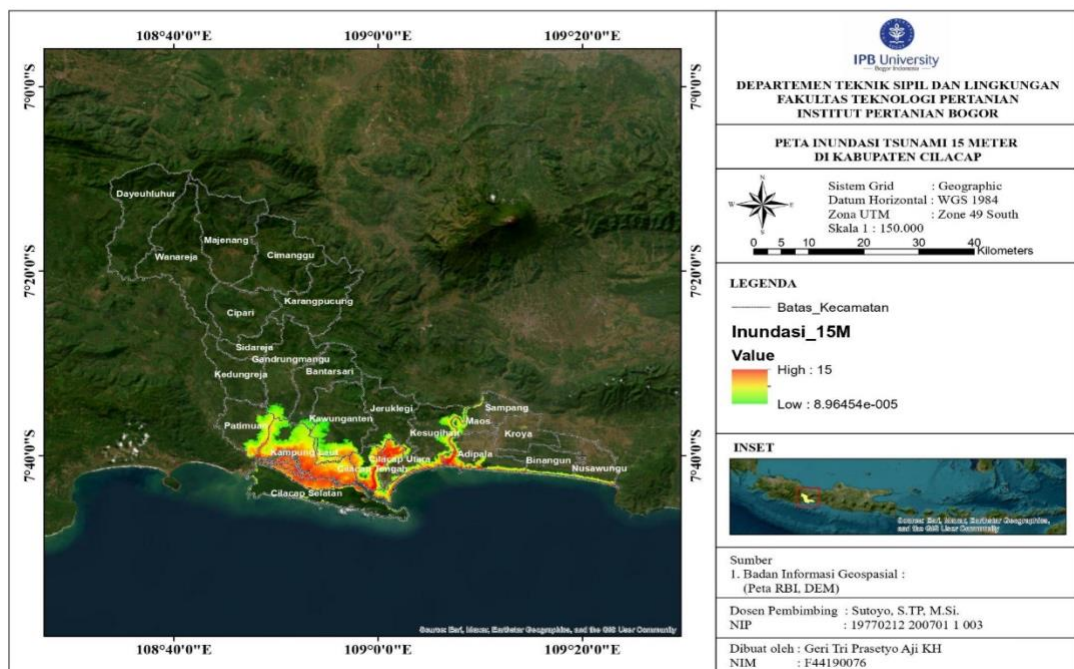 108°40'0"E 109°0'0"E 109°20'0"E
7°0'0"S
7°20'0"S
7°40'0"S
Dayeuhluhur
Majenang
Wanareja
Cimanggu
Karangpucung
Cipari
Sidareja
Gandrungmangu
Kedungreja
Bantarsari
Jeruklegi
Sampang
Patimuan
Kawunganten
Maos
Kesugihan
Kroya
Kampung Laut
Cilacap Utara
Adipala
Binangun
Cilacap Tengah
Nusawungu
Cilacap Selatan
Source: Esri, Maxar, Earthstar Geographics, and the GIS User Community
108°40'0"E 109°0'0"E 109°20'0"E
7°0'0"S
7°20'0"S
7°40'0"S
IPB University
Bogor Indonesia
DEPARTEMEN TEKNIK SIPIL DAN LINGKUNGAN
FAKULTAS TEKNOLOGI PERTANIAN
INSTITUT PERTANIAN BOGOR
PETA INUNDASI TSUNAMI 15 METER
DI KABUPATEN CILACAP
N
W E
S
Sistem Grid : Geographic
Datum Horizontal : WGS 1984
Zona UTM : Zone 49 South
Skala 1 : 150.000
0 5 10 20 30 40
Kilometers
LEGENDA
Batas_Kecamatan
Inundasi_15M
Value
High : 15
Low : 8.96454e-005
INSET
Source: Esri, Maxar, Earthstar Geographics,
and the GIS User Community
Sumber
1. Badan Informasi Geospasial :
(Peta RBI, DEM)
Dosen Pembimbing : Sutoyo, S.TP, M.Si.
NIP : 19770212 200701 1 003
Dibuat oleh : Geri Tri Prasetyo Aji KH
NIM : F44190076